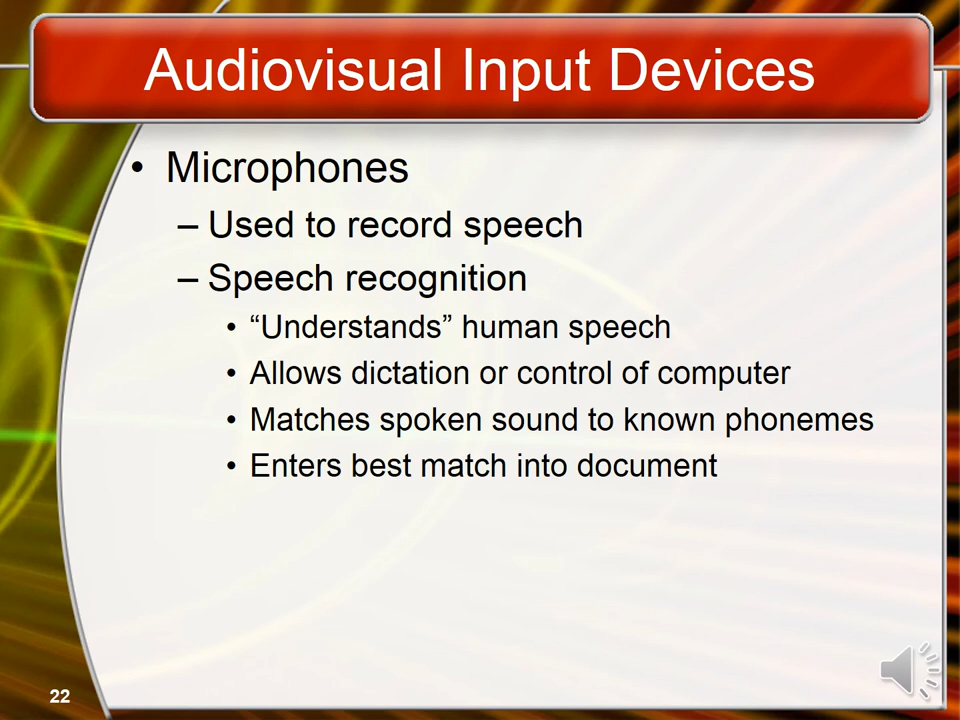 Audiovisual Input Devices
• Microphones
– Used to record speech
– Speech recognition
• “Understands” human speech
• Allows dictation or control of computer
• Matches spoken sound to known phonemes
• Enters best match into document
22